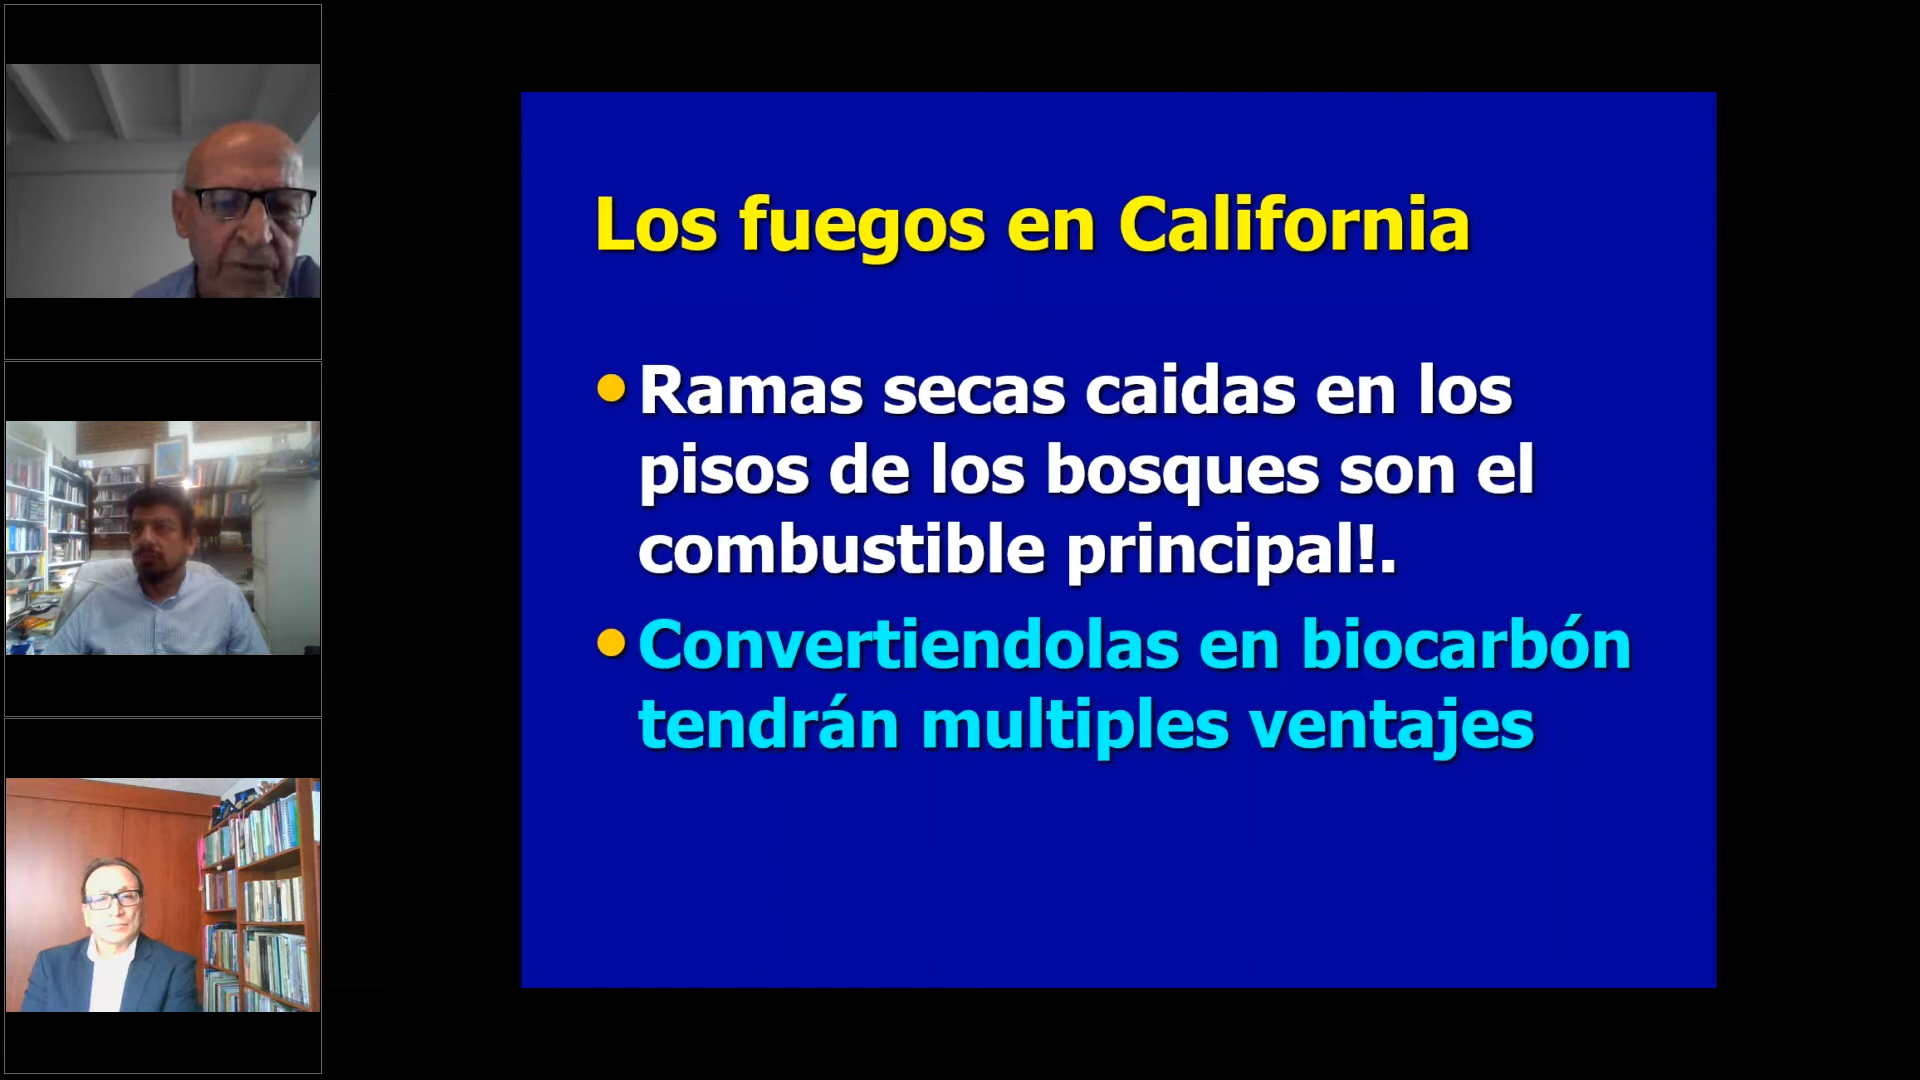 Los fuegos en California
Ramas secas caidas en los
pisos de los bosques son el
combustible principal!.
Convertiendolas en biocarbón
tendrán multiples ventajes